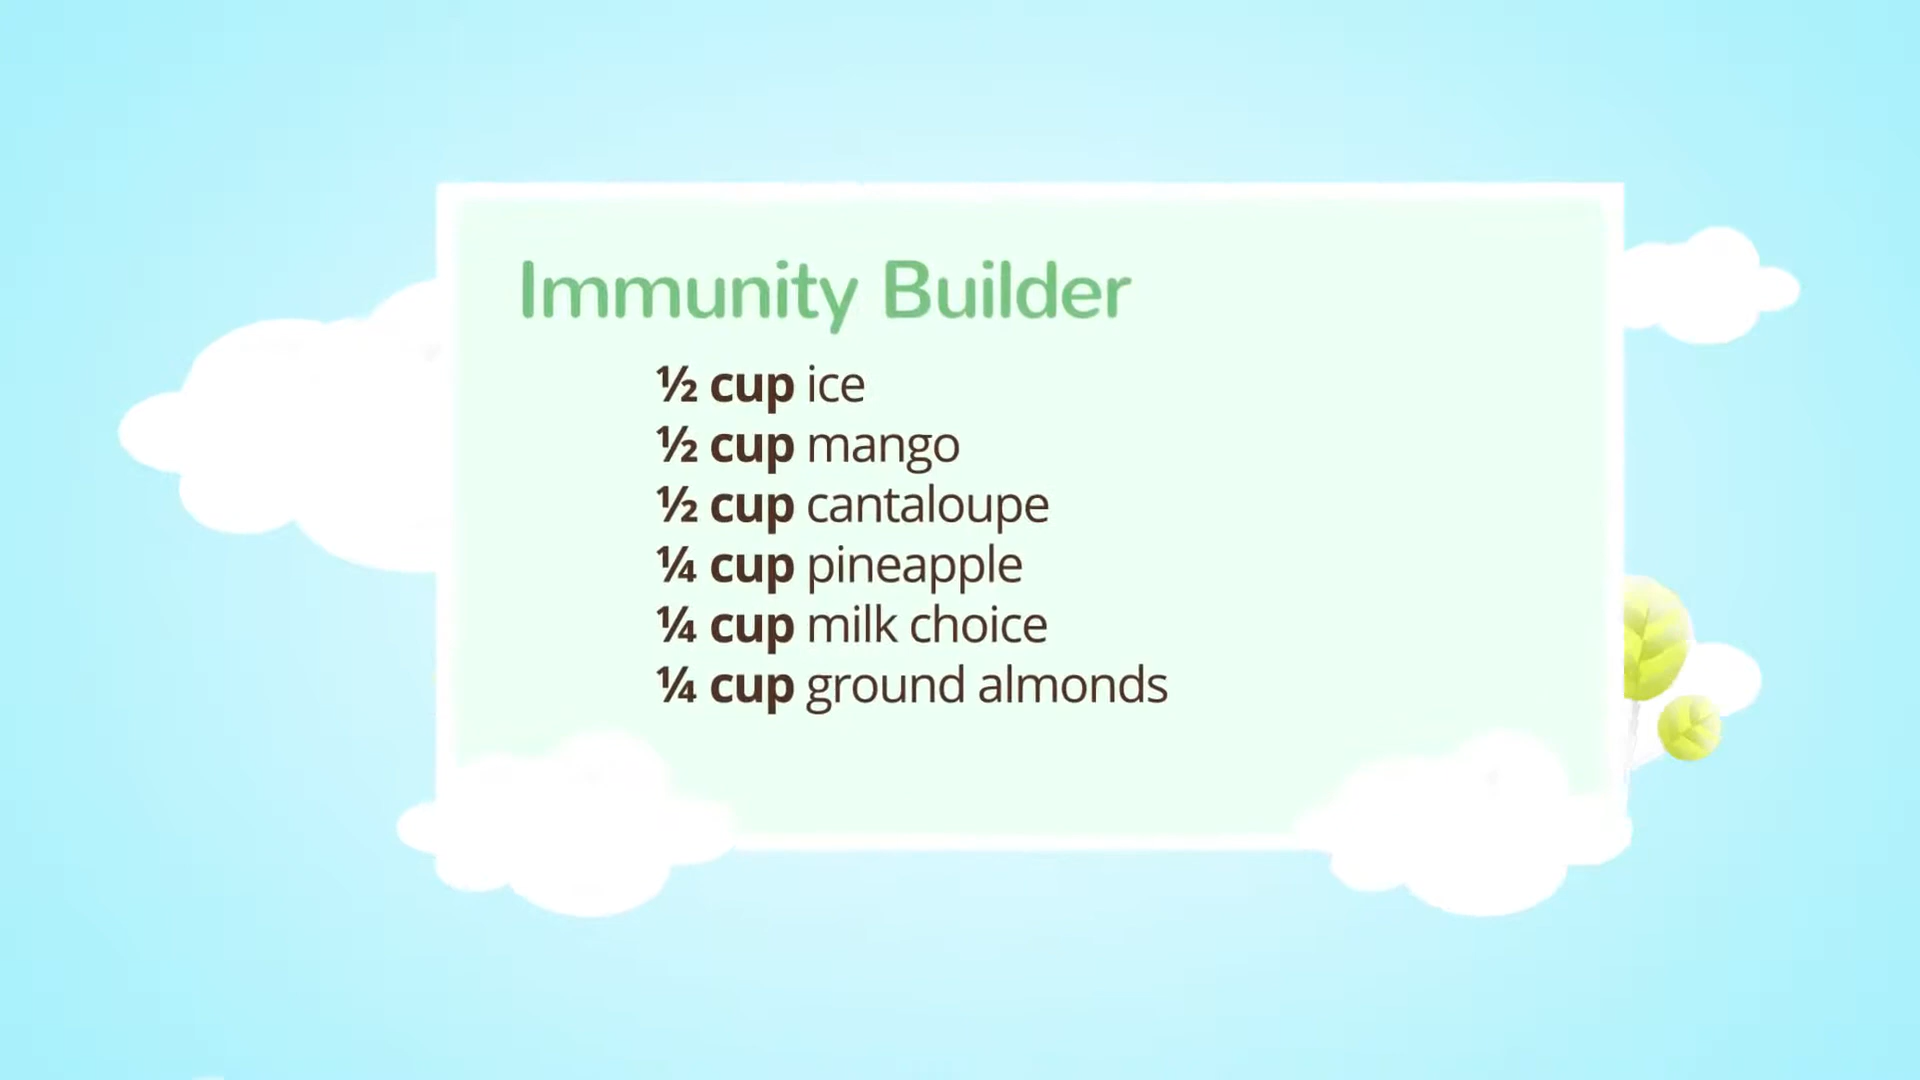 Immunity Builder
½ cup ice
½ cup mango
½ cup cantaloupe
¼ cup pineapple
¼ cup milk choice
¼ cup ground almonds